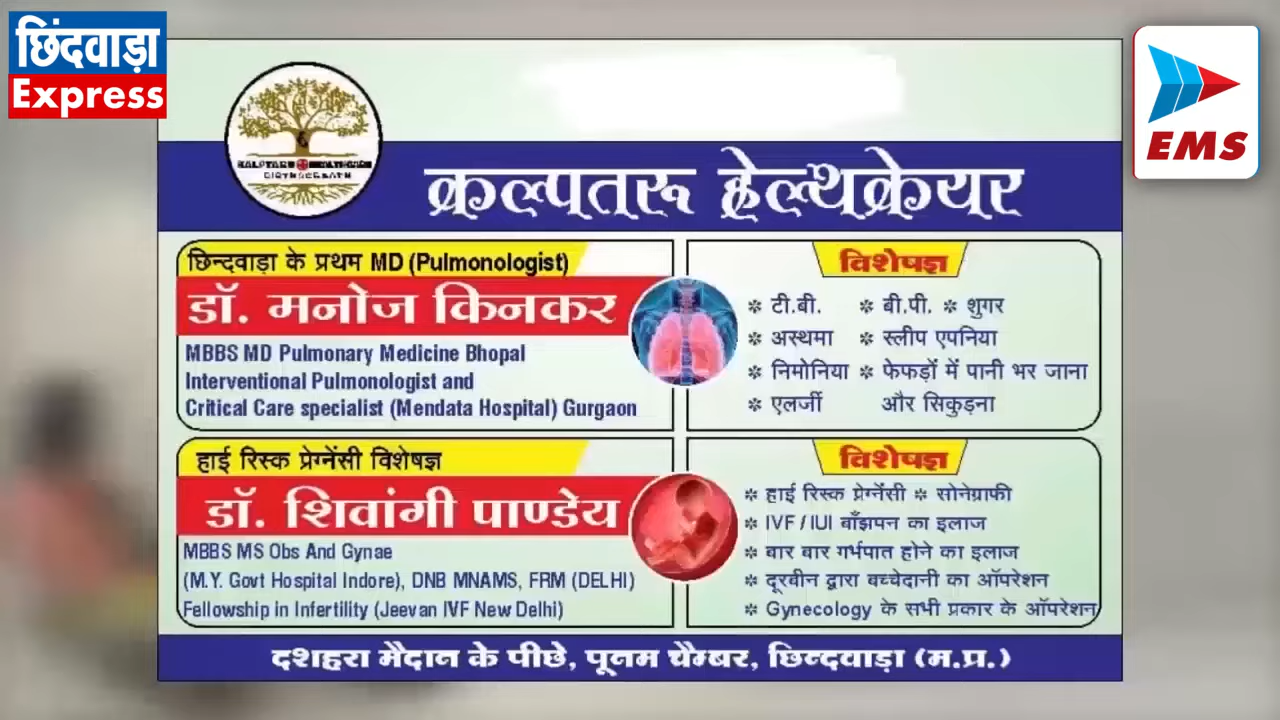 छिंदवाड़ा
Express
EMS
KALPTARU HEALTHCARE
कल्पतरू हेल्थकेयर
छिन्दवाड़ा के प्रथम MD (Pulmonologist)
डॉ. मनोज किनकर
MBBS MD Pulmonary Medicine Bhopal
Interventional Pulmonologist and
Critical Care specialist (Mendata Hospital) Gurgaon
विशेषज्ञ
* टी.बी. * बी.पी. * शुगर
* अस्थमा * स्लीप एपनिया
* निमोनिया * फेफड़ों में पानी भर जाना
* एलर्जी और सिकुड़ना
हाई रिस्क प्रेग्नेंसी विशेषज्ञ
डॉ. शिवांगी पाण्डेय
MBBS MS Obs And Gynae
(M.Y. Govt Hospital Indore), DNB MNAMS, FRM (DELHI)
Fellowship in Infertility (Jeevan IVF New Delhi)
विशेषज्ञ
* हाई रिस्क प्रेग्नेंसी * सोनोग्राफी
* IVF / IUI बाँझपन का इलाज
* बार बार गर्भपात होने का इलाज
* दूरबीन द्वारा बच्चेदानी का ऑपरेशन
* Gynecology के सभी प्रकार के ऑपरेशन
दशहरा मैदान के पीछे, पूनम चैम्बर, छिन्दवाड़ा (म.प्र.)